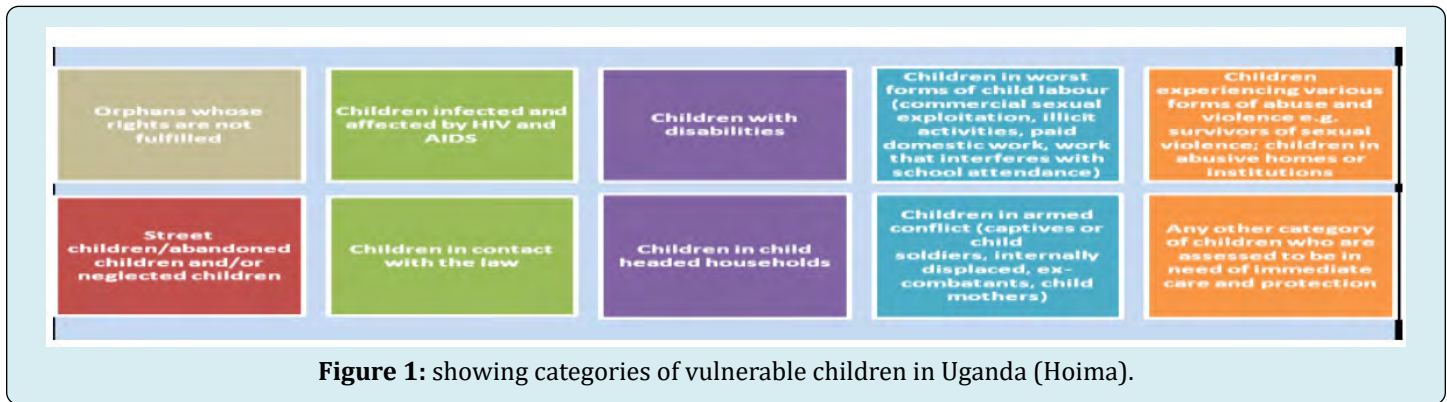 Orphans whose
rights are not
fulfilled
Children infected and
affected by HIV and
AIDS
Children with
disabilities
Children in worst
forms of child labour
(commercial sexual
exploitation, illicit
activities, paid
domestic work, work
that interferes with
school attendance)
Children
experiencing various
forms of abuse and
violence e.g.
survivors of sexual
violence; children in
abusive homes or
institutions
Street
children/abandoned
children and/or
neglected children
Children in contact
with the law
Children in child
headed households
Children in armed
conflict (captives or
child
soldiers, internally
displaced, ex-
combatants, child
mothers)
Any other category
of children who are
assessed to be in
need of immediate
care and protection
Figure 1: showing categories of vulnerable children in Uganda (Hoima).